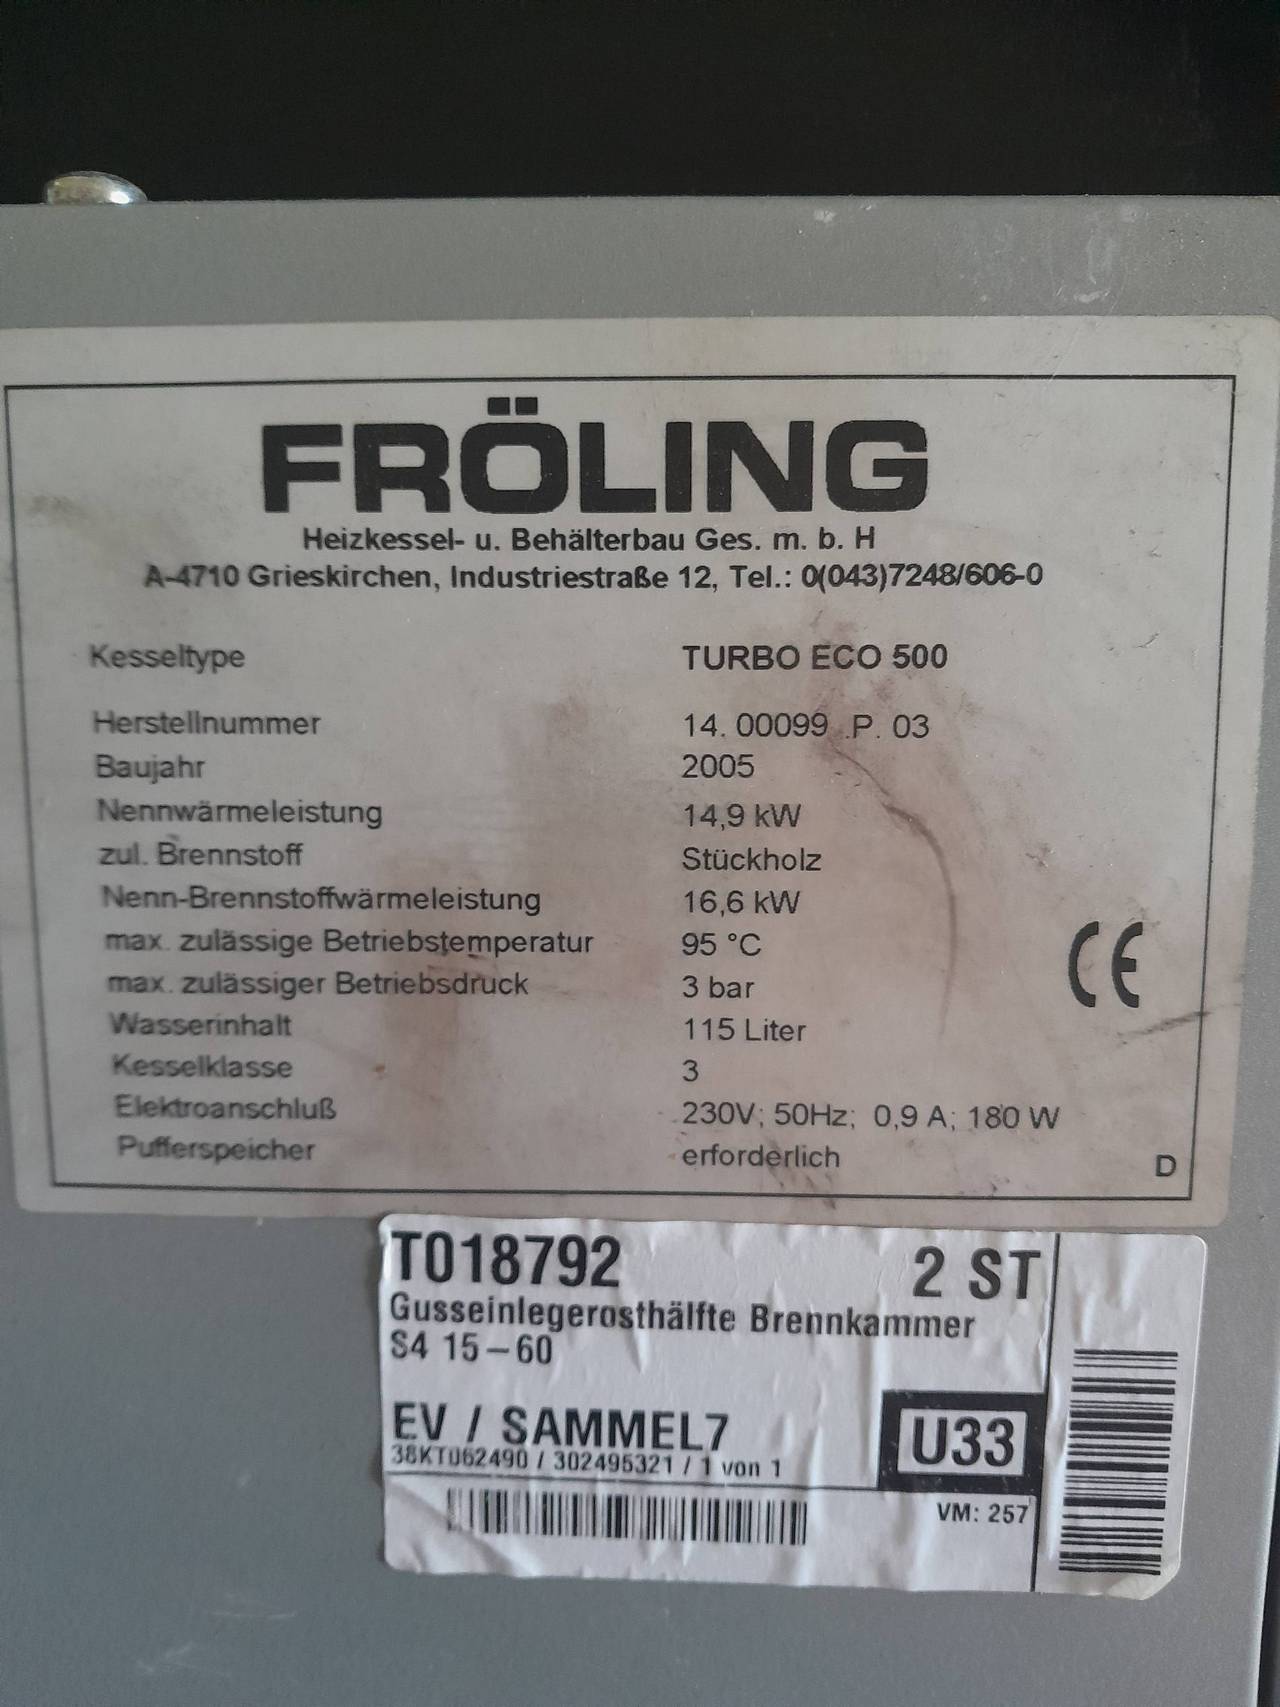 FRÖLING
Heizkessel- u. Behälterbau Ges. m. b. H
A-4710 Grieskirchen, Industriestraße 12, Tel.: 0(043)7248/606-0
Kesseltype TURBO ECO 500
Herstellnummer 14. 00099 .P. 03
Baujahr 2005
Nennwärmeleistung 14,9 kW
zul. Brennstoff Stückholz
Nenn-Brennstoffwärmeleistung 16,6 kW
max. zulässige Betriebstemperatur 95 °C
max. zulässiger Betriebsdruck 3 bar
Wasserinhalt 115 Liter
Kesselklasse 3
Elektroanschluß 230V; 50Hz; 0,9 A; 180 W
Pufferspeicher erforderlich
CE
D
T018792 2 ST
Gusseinlegerosthälfte Brennkammer
S4 15-60
EV / SAMMEL7
U33
38KT062490 / 302495321 / 1 von 1
VM: 257